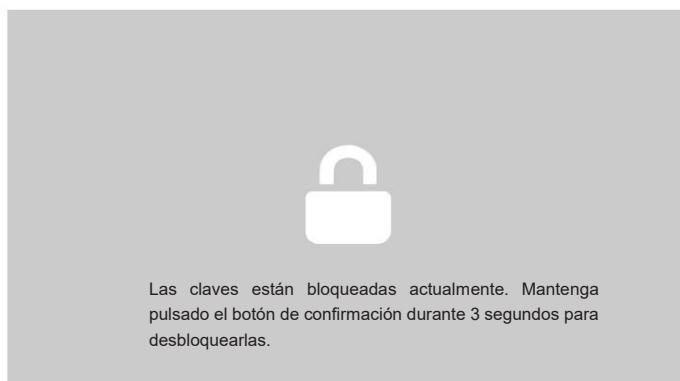 Las claves están bloqueadas actualmente. Mantenga
pulsado el botón de confirmación durante 3 segundos para
desbloquearlas.